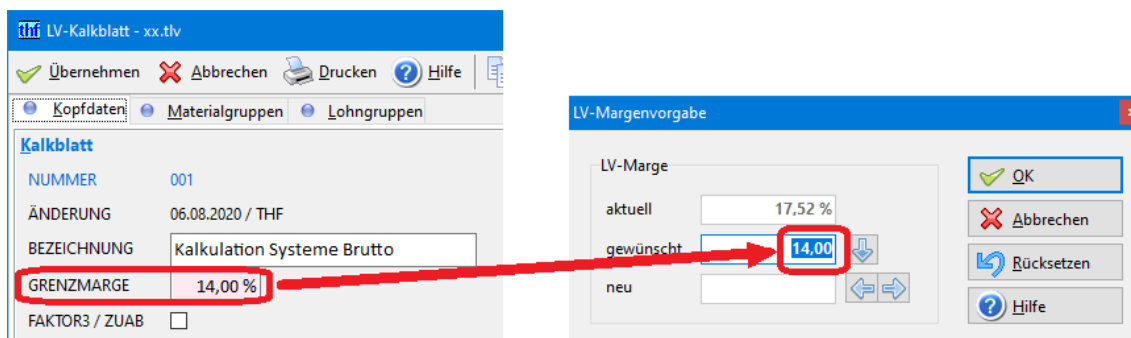 thf LV-Kalkblatt - xx.tlv
Übernehmen Abbrechen Drucken Hilfe
Kopfdaten Materialgruppen Lohngruppen
Kalkblatt
NUMMER 001
ÄNDERUNG 06.08.2020 / THF
BEZEICHNUNG Kalkulation Systeme Brutto
GRENZMARGE 14,00 %
FAKTOR3 / ZUAB
LV-Margenvorgabe
LV-Marge
aktuell 17,52 %
gewünscht 14,00
neu
OK
Abbrechen
Rücksetzen
Hilfe